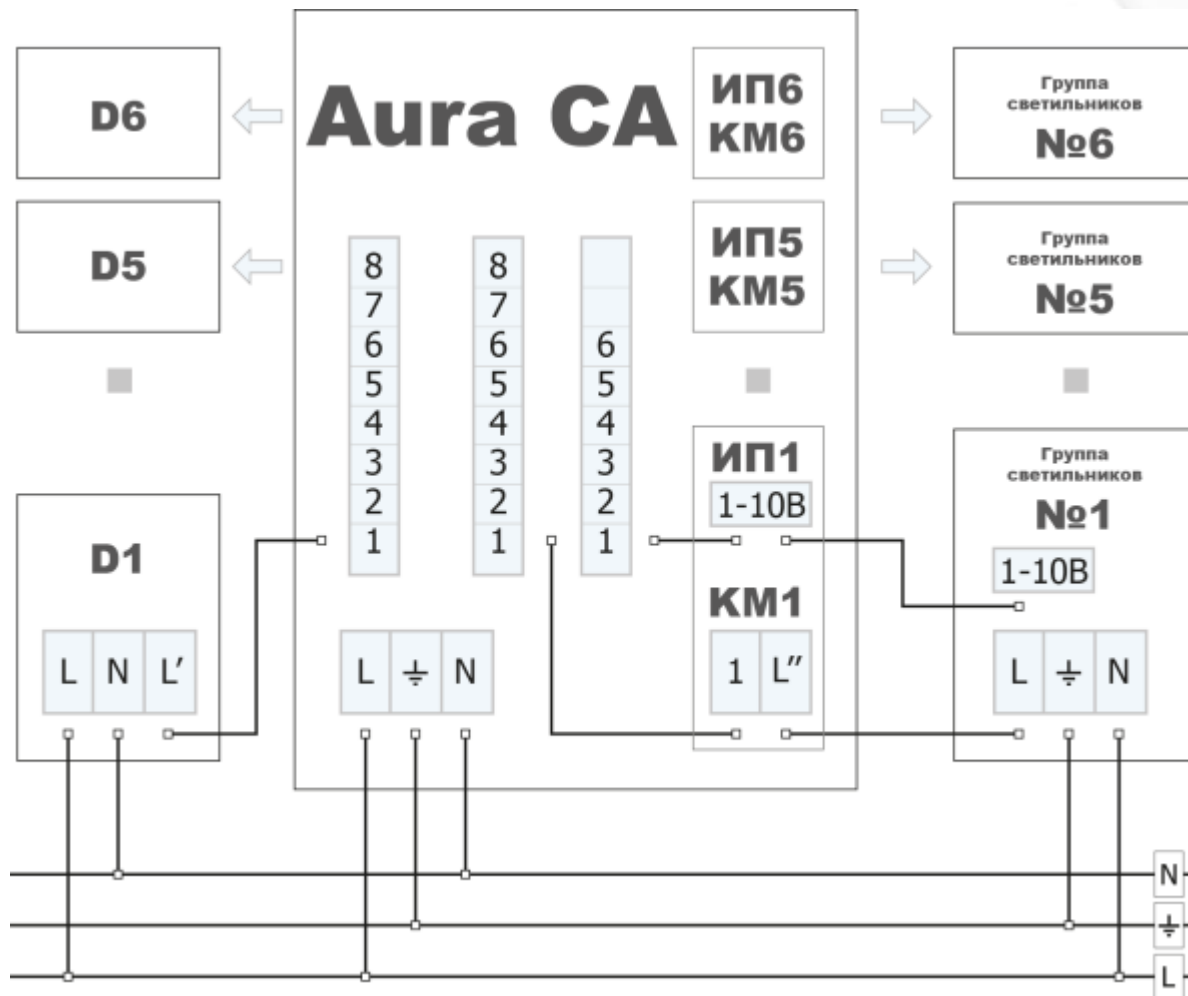 D6
Aura CA
ИП6
КМ6
Группа
светильников
№6
D5
ИП5
КМ5
Группа
светильников
№5
8
7
6
5
4
3
2
1
8
7
6
5
4
3
2
1
6
5
4
3
2
1
D1
L N L′
L ⏚ N
ИП1
1-10В
КМ1
1 L″
Группа
светильников
№1
1-10В
L ⏚ N
N
⏚
L